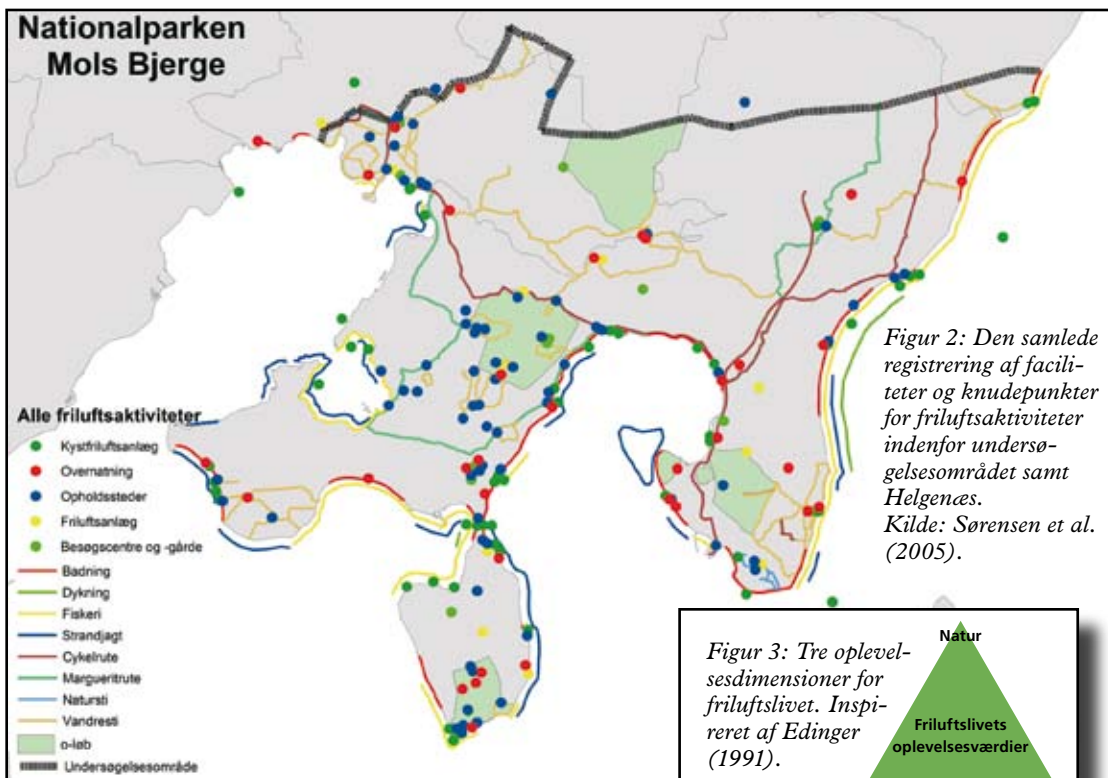 Nationalparken
Mols Bjerge
Alle friluftsaktiviteter
Kystfriluftsanlæg
Overnatning
Opholdssteder
Friluftsanlæg
Besøgscentre og -gårde
Badning
Dykning
Fiskeri
Strandjagt
Cykelrute
Margueritrute
Natursti
Vandresti
o-løb
Undersøgelsesområde
Figur 2: Den samlede
registrering af facili-
teter og knudepunkter
for friluftsaktiviteter
indenfor undersø-
gelsesområdet samt
Helgenæs.
Kilde: Sørensen et al.
(2005).
Figur 3: Tre oplevel-
sesdimensioner for
friluftslivet. Inspi-
reret af Edinger
(1991).
Natur
Friluftslivets
oplevelsesværdier